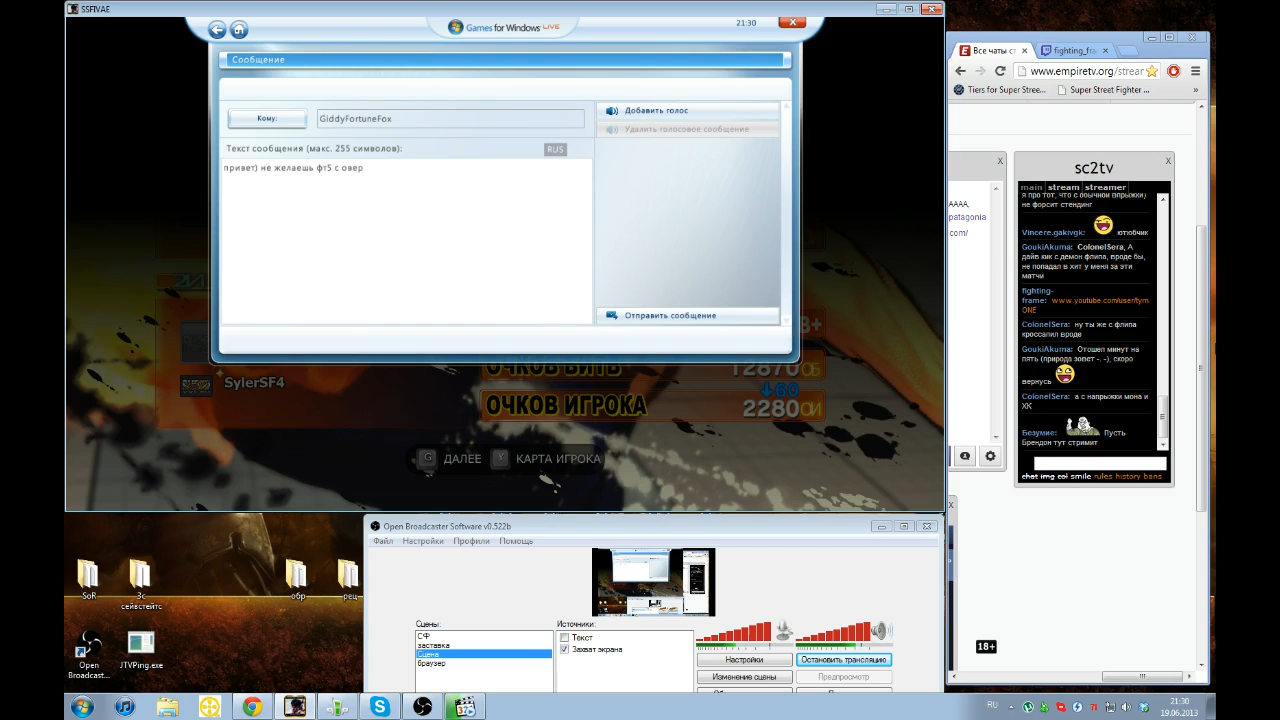 SSFIVAE
Games for Windows LIVE
21:30
Сообщение
Кому:
GiddyFortuneFox
Добавить голос
Удалить голосовое сообщение
Текст сообщения (макс. 255 символов):
RUS
привет) не желаешь фт5 с овер
Отправить сообщение
12870
SylerSF4
60
ОЧКОВ ИГРОКА
2280
G ДАЛЕЕ Y КАРТА ИГРОКА
Все чаты ст
fighting_fra
www.empiretv.org/strear
Tiers for Super Stree...
Super Street Fighter ...
АААА,
patagonia
com/
sc2tv
main stream streamer
я про тот, что с обычной впрыжки)
не форсит стендинг
Vincere.gakivgk: ютюбчик
GoukiAkuma: ColonelSera, А
дайв кик с демон флипа, вроде бы,
не попадал в хит у меня за эти
матчи
fighting-
frame: www.youtube.com/user/tym
ONE
ColonelSera: ну ты же с флипа
кроссапил вроде
GoukiAkuma: Отошел минут на
пять (природа зовет -. -), скоро
вернусь
ColonelSera: а с напрыжки мона и
ХК
Безумие: Пусть
Брендон тут стримит
chat img col smile rules history bans
18+
Open Broadcaster Software v0.522b
Файл Настройки Профили Помощь
Сцены:
СФ
заставка
Сцена
браузер
Источники:
Текст
Захват экрана
Настройки
Остановить трансляцию
Изменение сцены
Предпросмотр
SoR
3с
сейвстейтс
обр
рец
Open
Broadcast...
JTVPing.exe
RU
21:30
19.06.2013